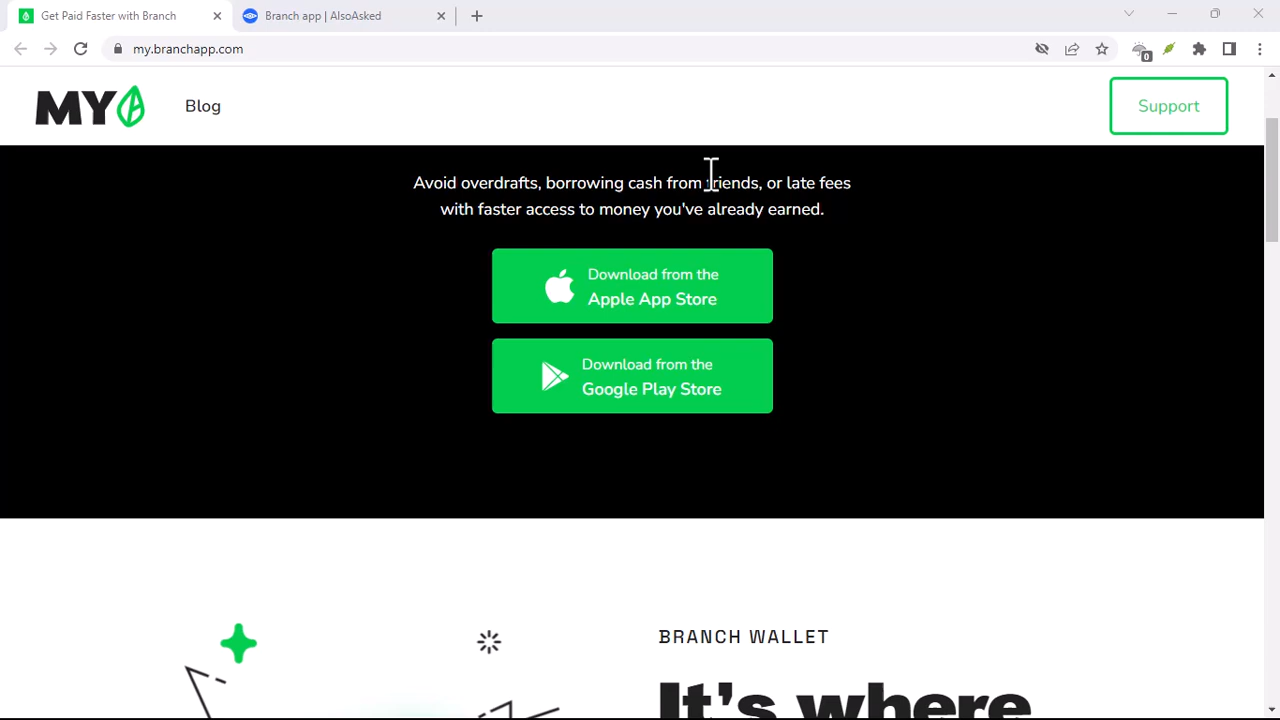 Get Paid Faster with Branch
Branch app | AlsoAsked
my.branchapp.com
0
MY
Blog
Support
Avoid overdrafts, borrowing cash from friends, or late fees
with faster access to money you've already earned.
Download from the
Apple App Store
Download from the
Google Play Store
BRANCH WALLET
It's where